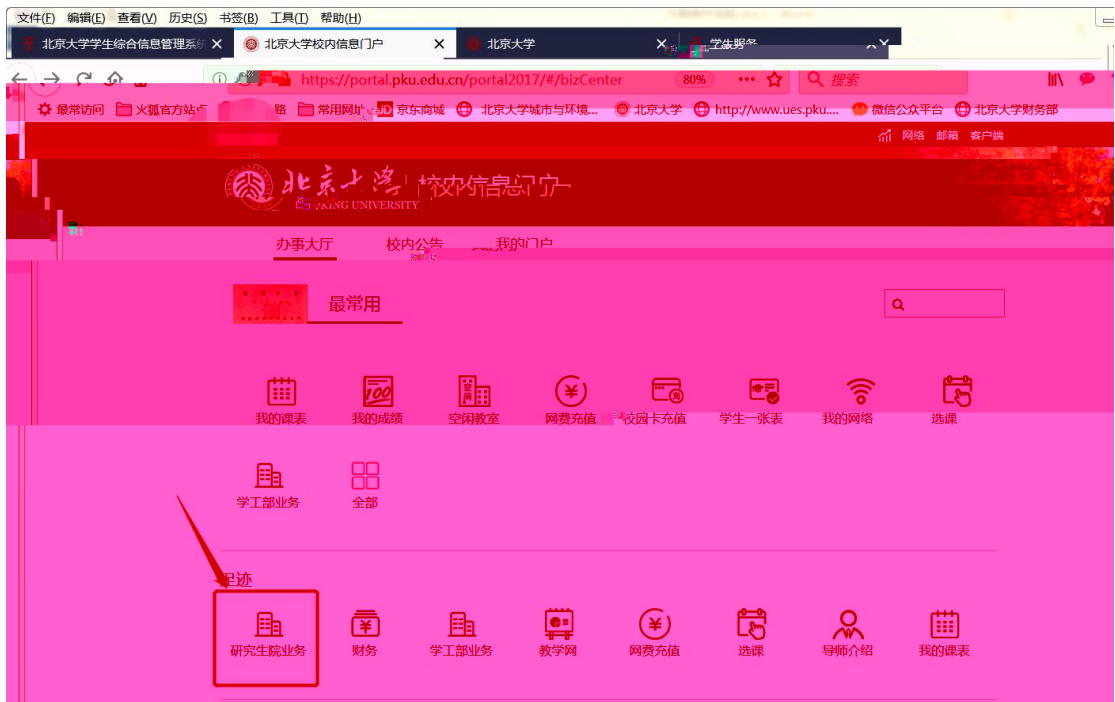 文件(F) 编辑(E) 查看(V) 历史(S) 书签(B) 工具(T) 帮助(H)
北京大学学生综合信息管理系统 北京大学校内信息门户 北京大学 学生服务
https://portal.pku.edu.cn/portal2017/#/bizCenter 80% 搜索
最常访问 火狐官方站点 常用网址 京东商城 北京大学城市与环境... 北京大学 http://www.ues.pku.... 微信公众平台 北京大学财务部
网络 邮箱 客户端
北京大学 校内信息门户
PEKING UNIVERSITY
办事大厅 校内公告 我的门户
最常用
我的课表 我的成绩 空闲教室 网费充值 校园卡充值 学生一张表 我的网络 选课
学工部业务 全部
足迹
研究生院业务 财务 学工部业务 教学网 网费充值 选课 导师介绍 我的课表